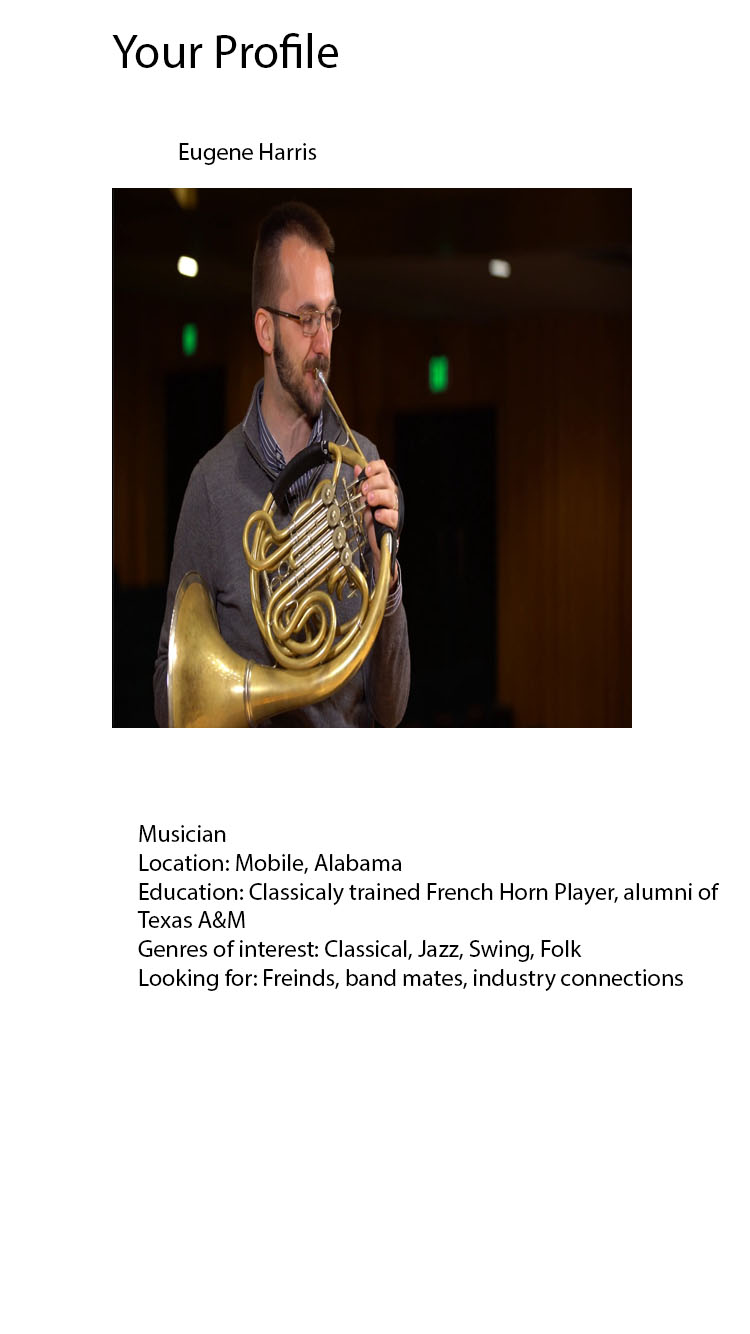 Your Profile
Eugene Harris
Musician
Location: Mobile, Alabama
Education: Classicaly trained French Horn Player, alumni of
Texas A&M
Genres of interest: Classical, Jazz, Swing, Folk
Looking for: Freinds, band mates, industry connections